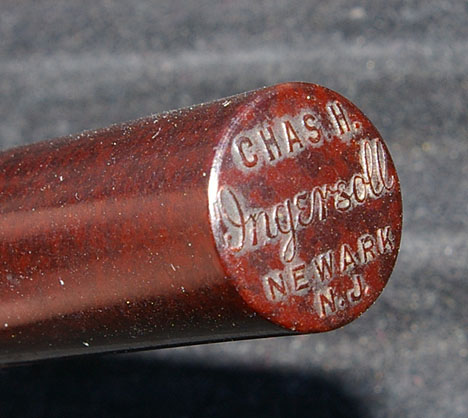 CHAS. H.
Ingersoll
NEWARK
N.J.